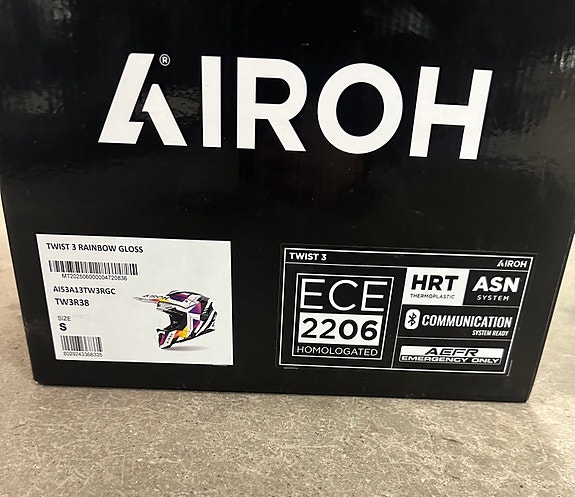 AIROH®
TWIST 3 RAINBOW GLOSS
MT2025060000004720836
AI53A13TW3RGC
TW3R38
SIZE
S
8029243368335
TWIST 3
AIROH
ECE
2206
HOMOLOGATED
HRT
THERMOPLASTIC
ASN
SYSTEM
COMMUNICATION
SYSTEM READY
AEFR
EMERGENCY ONLY